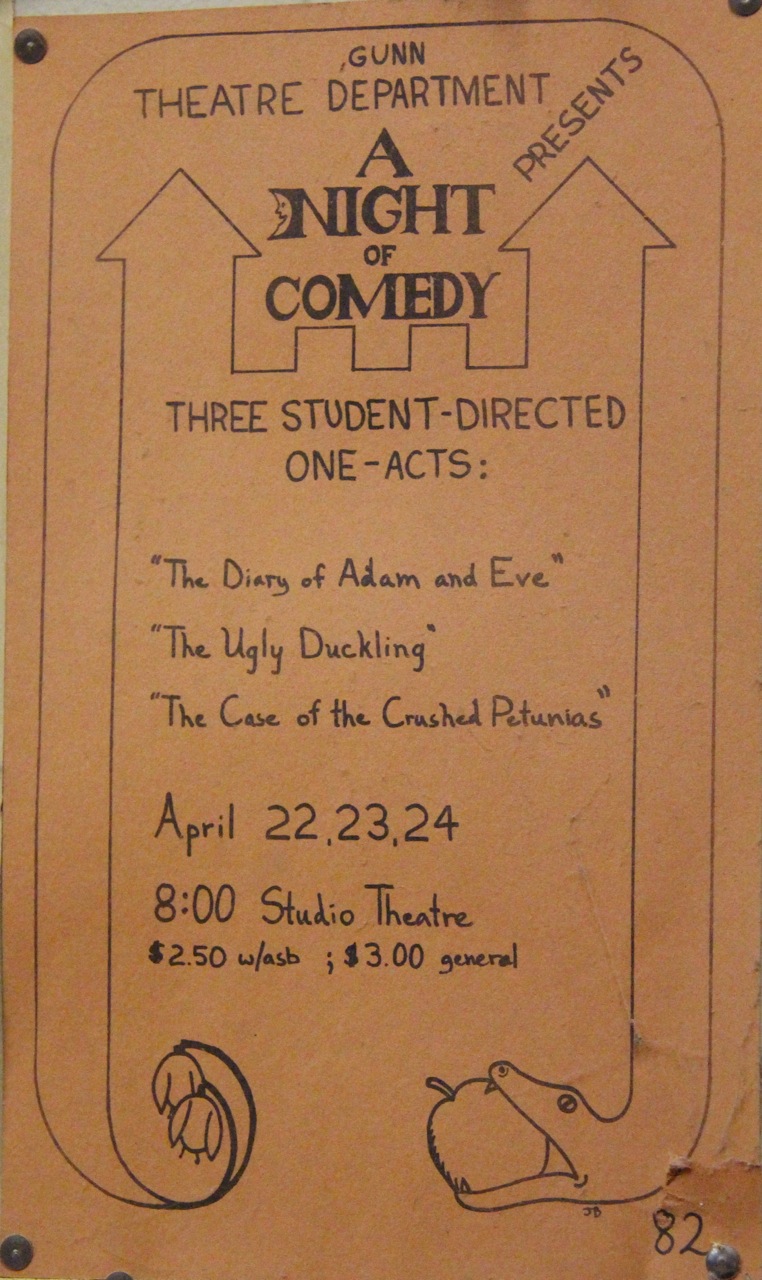 GUNN
THEATRE DEPARTMENT
PRESENTS
A
NIGHT
OF
COMEDY
THREE STUDENT-DIRECTED
ONE-ACTS:
"The Diary of Adam and Eve"
"The Ugly Duckling"
"The Case of the Crushed Petunias"
April 22,23,24
8:00 Studio Theatre
$2.50 w/asb ; $3.00 general
JB
82